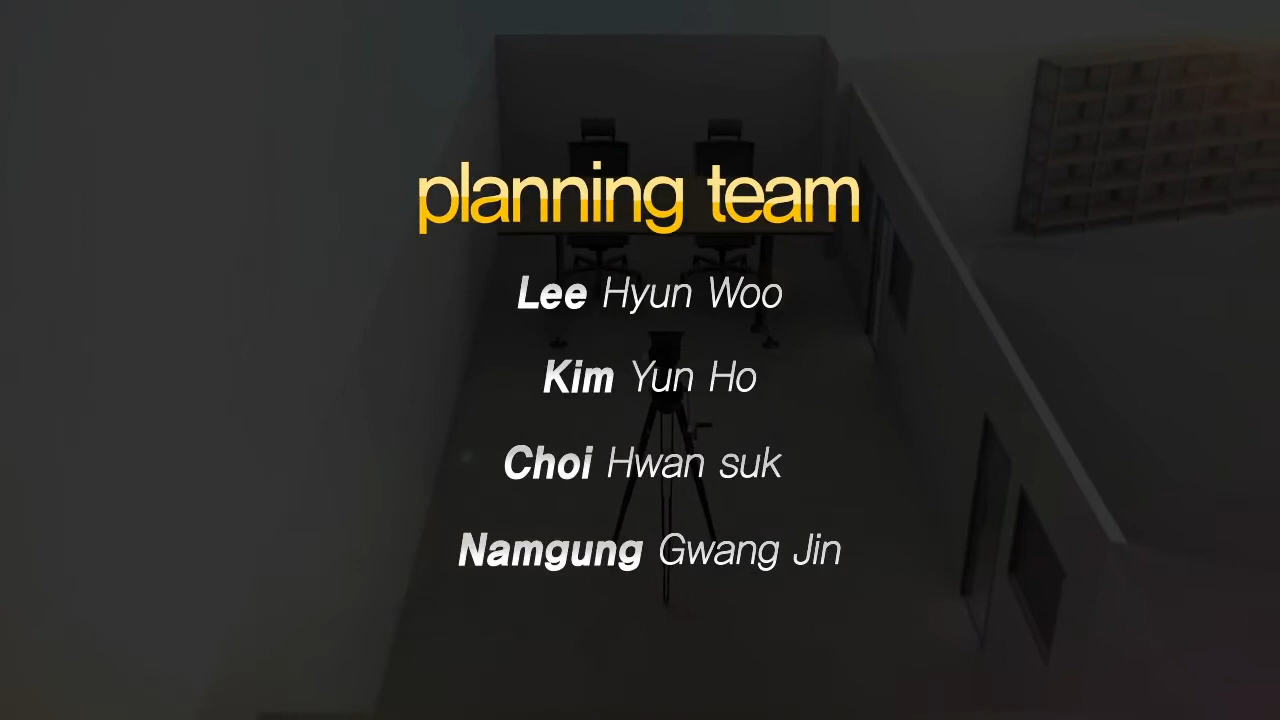 planning team
Lee Hyun Woo
Kim Yun Ho
Choi Hwan suk
Namgung Gwang Jin